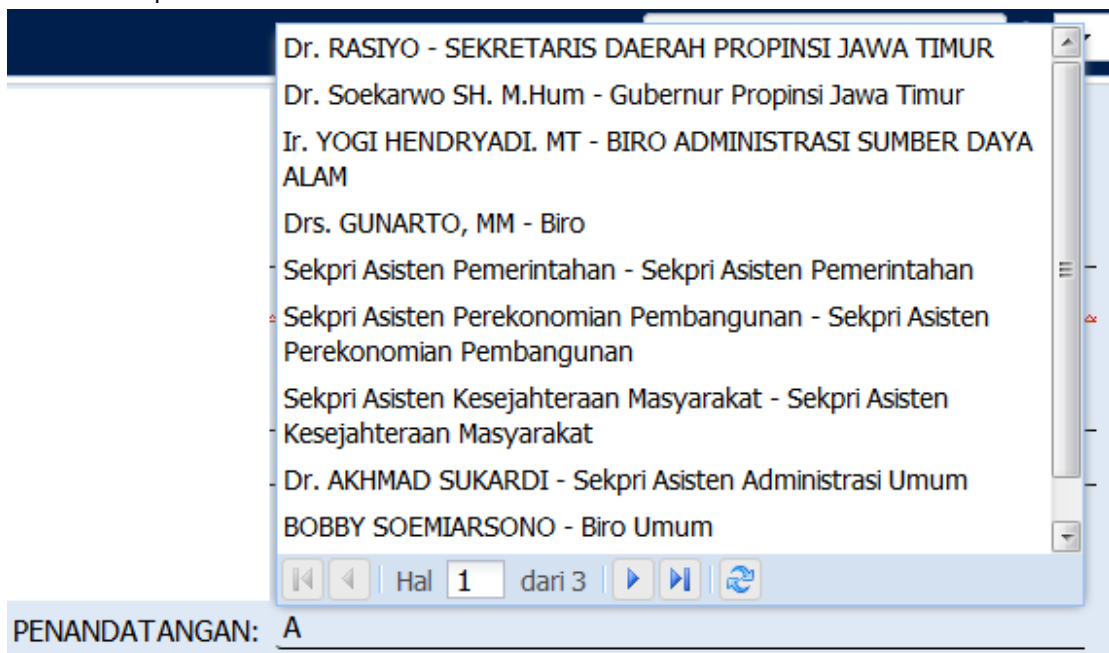 Dr. RASIYO - SEKRETARIS DAERAH PROPINSI JAWA TIMUR
Dr. Soekarwo SH. M.Hum - Gubernur Propinsi Jawa Timur
Ir. YOGI HENDRYADI. MT - BIRO ADMINISTRASI SUMBER DAYA
ALAM
Drs. GUNARTO, MM - Biro
Sekpri Asisten Pemerintahan - Sekpri Asisten Pemerintahan
Sekpri Asisten Perekonomian Pembangunan - Sekpri Asisten
Perekonomian Pembangunan
Sekpri Asisten Kesejahteraan Masyarakat - Sekpri Asisten
Kesejahteraan Masyarakat
Dr. AKHMAD SUKARDI - Sekpri Asisten Administrasi Umum
BOBBY SOEMIARSONO - Biro Umum
Hal 1 dari 3
PENANDATANGAN: A